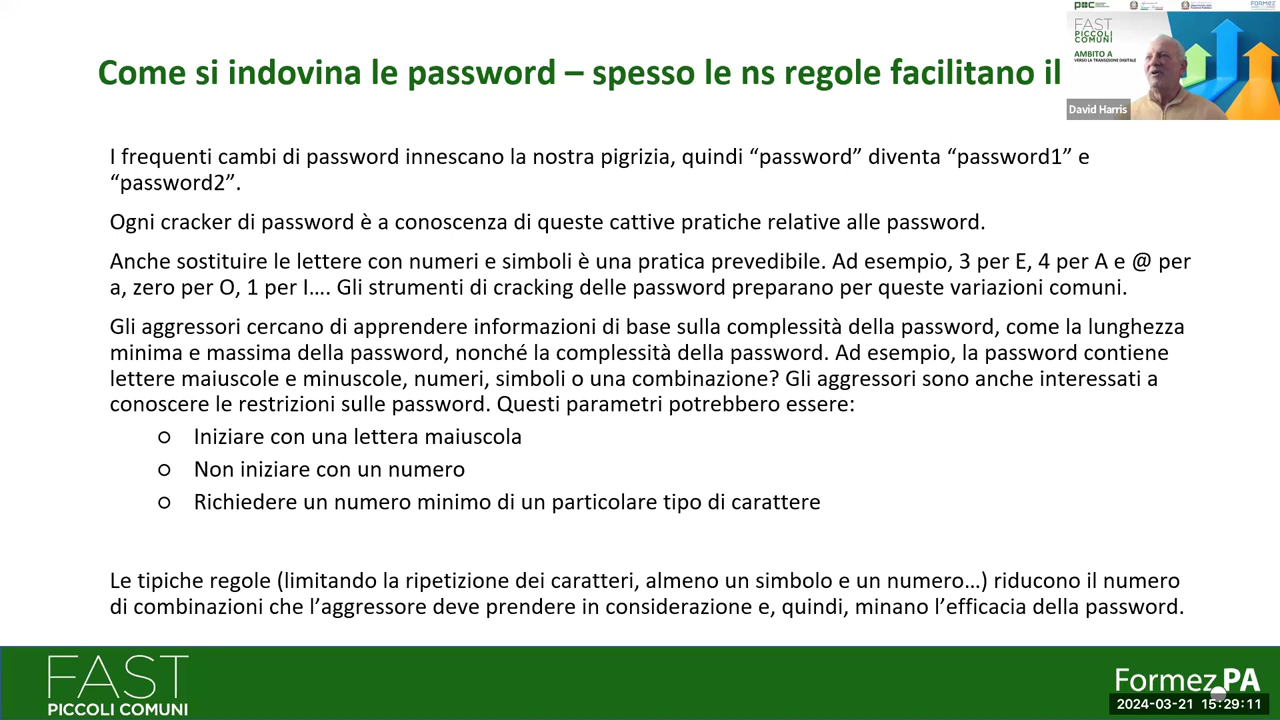 Come si indovina le password – spesso le ns regole facilitano il
FAST
PICCOLI
COMUNI
AMBITO A
VERSO LA TRANSIZIONE DIGITALE
David Harris
I frequenti cambi di password innescano la nostra pigrizia, quindi “password” diventa “password1” e
“password2”.
Ogni cracker di password è a conoscenza di queste cattive pratiche relative alle password.
Anche sostituire le lettere con numeri e simboli è una pratica prevedibile. Ad esempio, 3 per E, 4 per A e @ per
a, zero per O, 1 per I…. Gli strumenti di cracking delle password preparano per queste variazioni comuni.
Gli aggressori cercano di apprendere informazioni di base sulla complessità della password, come la lunghezza
minima e massima della password, nonché la complessità della password. Ad esempio, la password contiene
lettere maiuscole e minuscole, numeri, simboli o una combinazione? Gli aggressori sono anche interessati a
conoscere le restrizioni sulle password. Questi parametri potrebbero essere:
Iniziare con una lettera maiuscola
Non iniziare con un numero
Richiedere un numero minimo di un particolare tipo di carattere
Le tipiche regole (limitando la ripetizione dei caratteri, almeno un simbolo e un numero…) riducono il numero
di combinazioni che l’aggressore deve prendere in considerazione e, quindi, minano l’efficacia della password.
FAST
PICCOLI COMUNI
Formez PA
2024-03-21 15:29:11